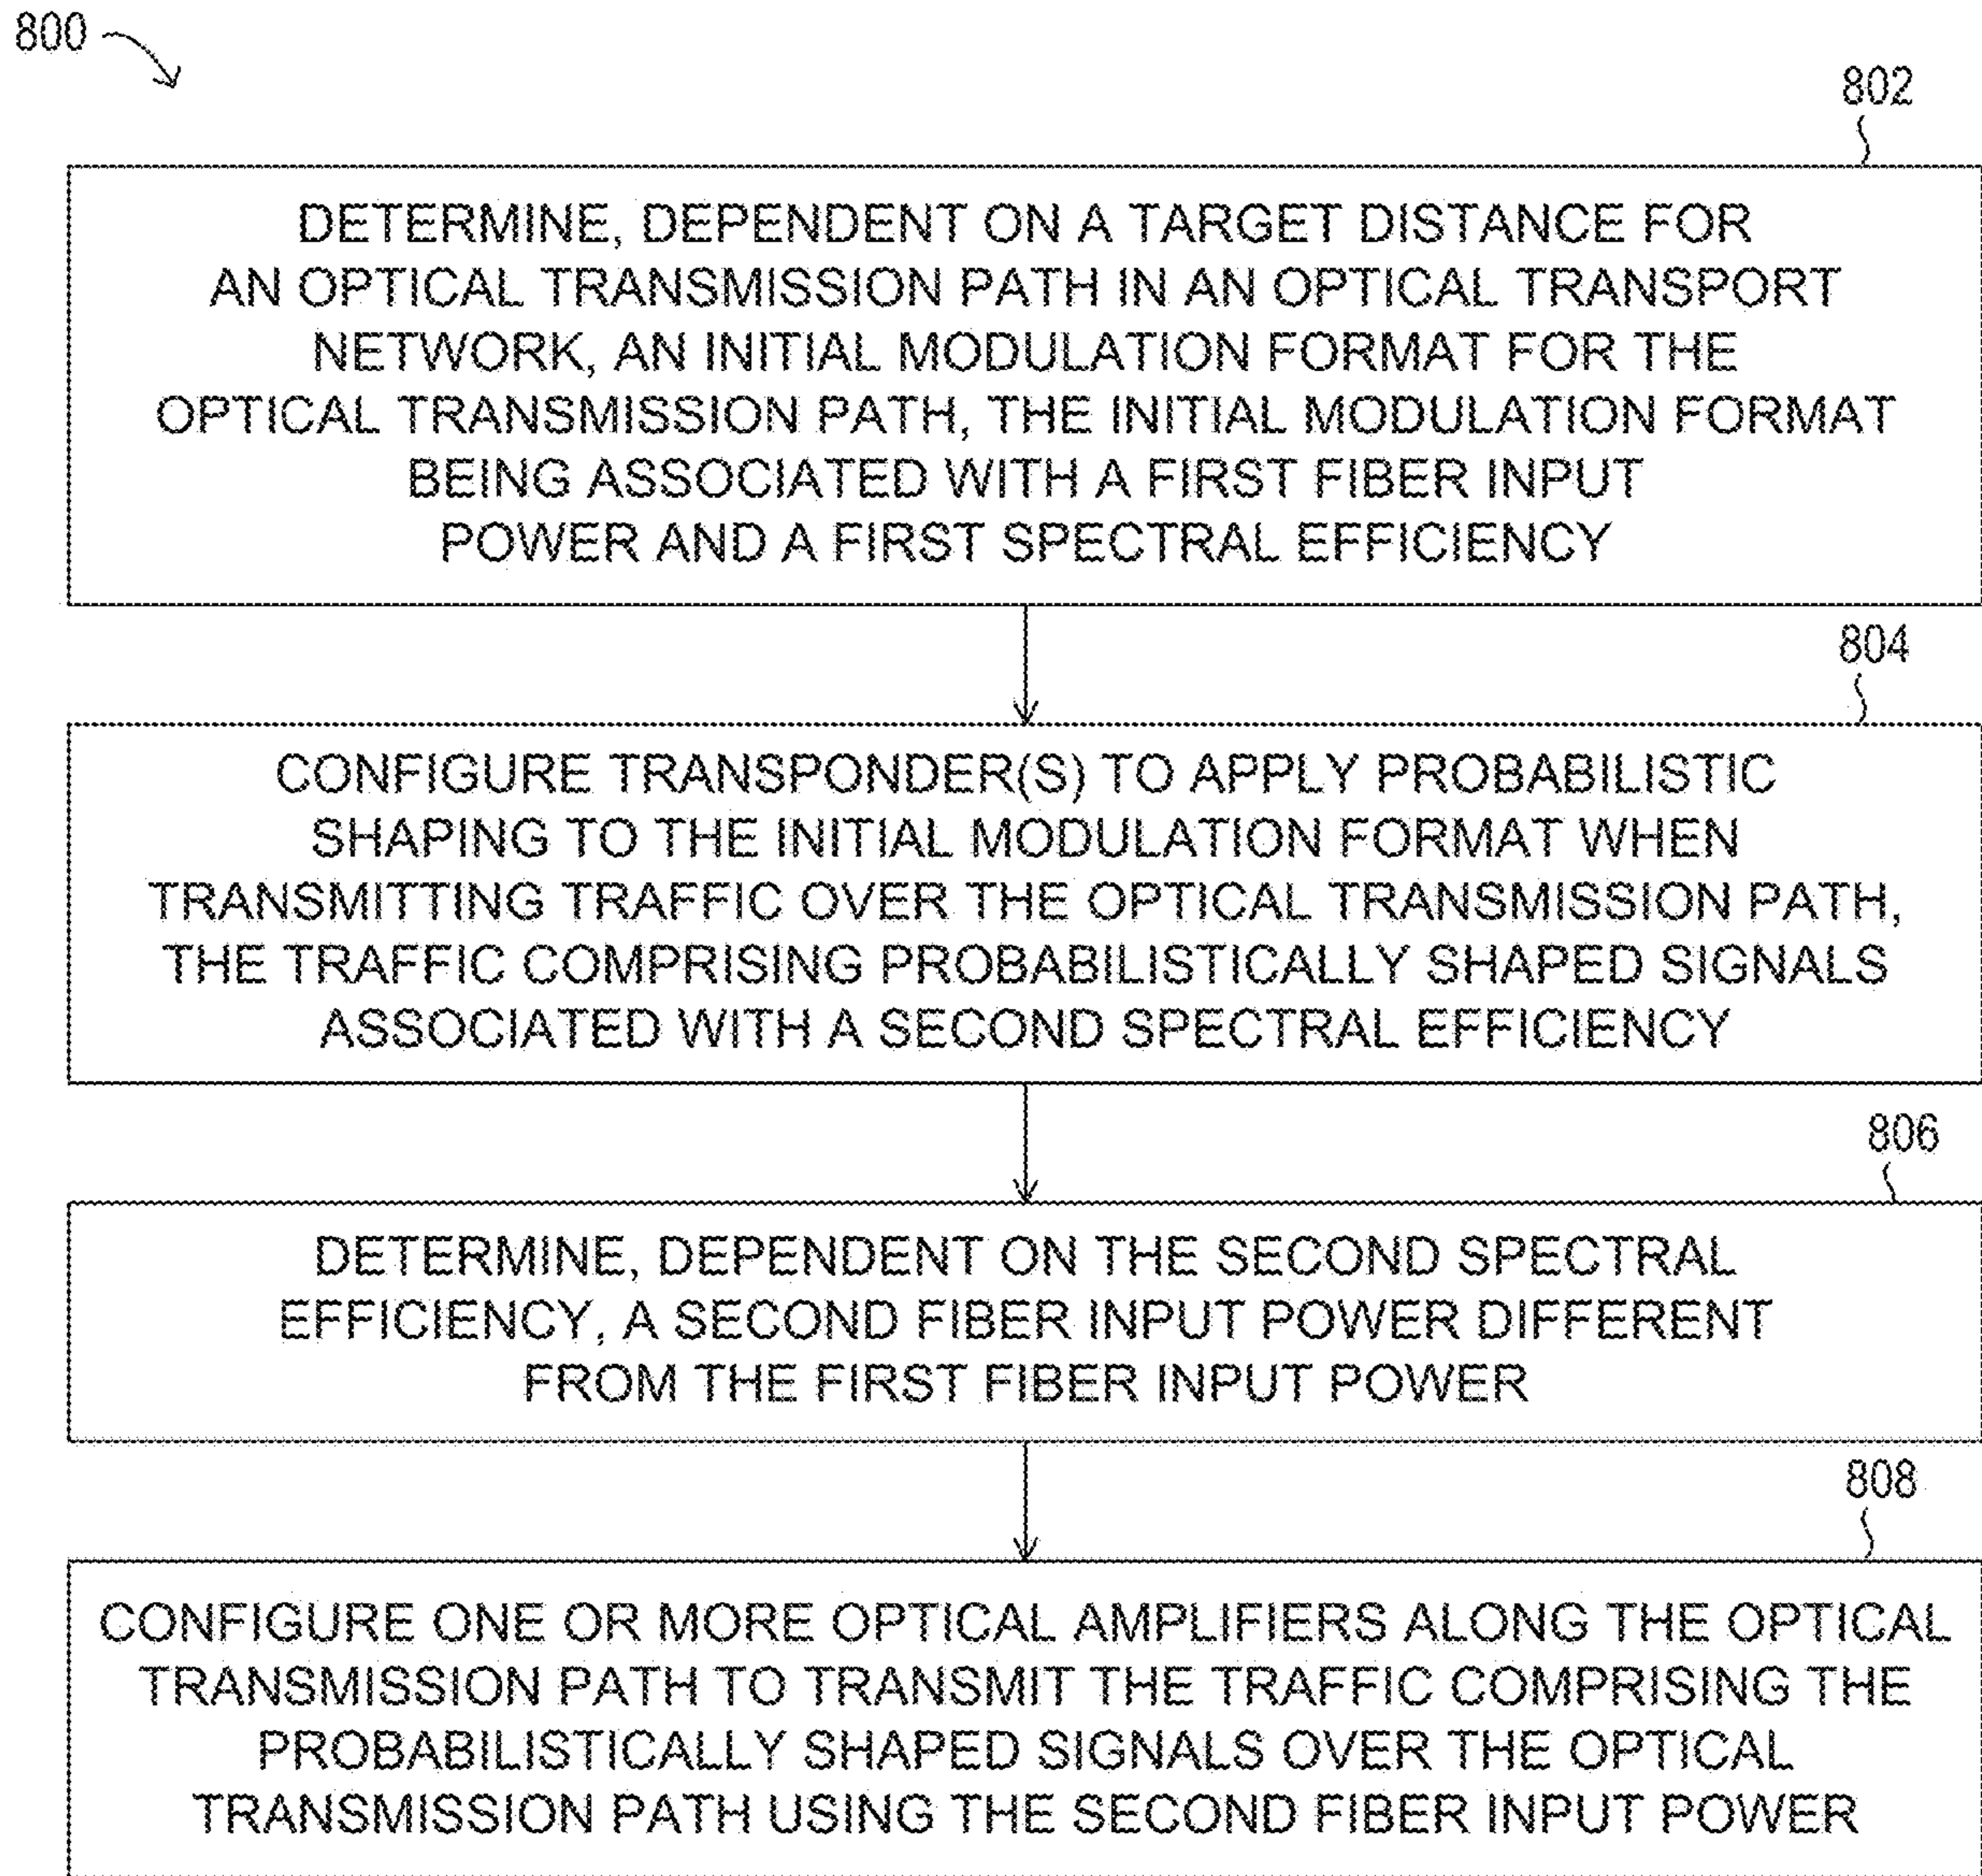 800
802
DETERMINE, DEPENDENT ON A TARGET DISTANCE FOR
AN OPTICAL TRANSMISSION PATH IN AN OPTICAL TRANSPORT
NETWORK, AN INITIAL MODULATION FORMAT FOR THE
OPTICAL TRANSMISSION PATH, THE INITIAL MODULATION FORMAT
BEING ASSOCIATED WITH A FIRST FIBER INPUT
POWER AND A FIRST SPECTRAL EFFICIENCY
804
CONFIGURE TRANSPONDER(S) TO APPLY PROBABILISTIC
SHAPING TO THE INITIAL MODULATION FORMAT WHEN
TRANSMITTING TRAFFIC OVER THE OPTICAL TRANSMISSION PATH,
THE TRAFFIC COMPRISING PROBABILISTICALLY SHAPED SIGNALS
ASSOCIATED WITH A SECOND SPECTRAL EFFICIENCY
806
DETERMINE, DEPENDENT ON THE SECOND SPECTRAL
EFFICIENCY, A SECOND FIBER INPUT POWER DIFFERENT
FROM THE FIRST FIBER INPUT POWER
808
CONFIGURE ONE OR MORE OPTICAL AMPLIFIERS ALONG THE OPTICAL
TRANSMISSION PATH TO TRANSMIT THE TRAFFIC COMPRISING THE
PROBABILISTICALLY SHAPED SIGNALS OVER THE OPTICAL
TRANSMISSION PATH USING THE SECOND FIBER INPUT POWER